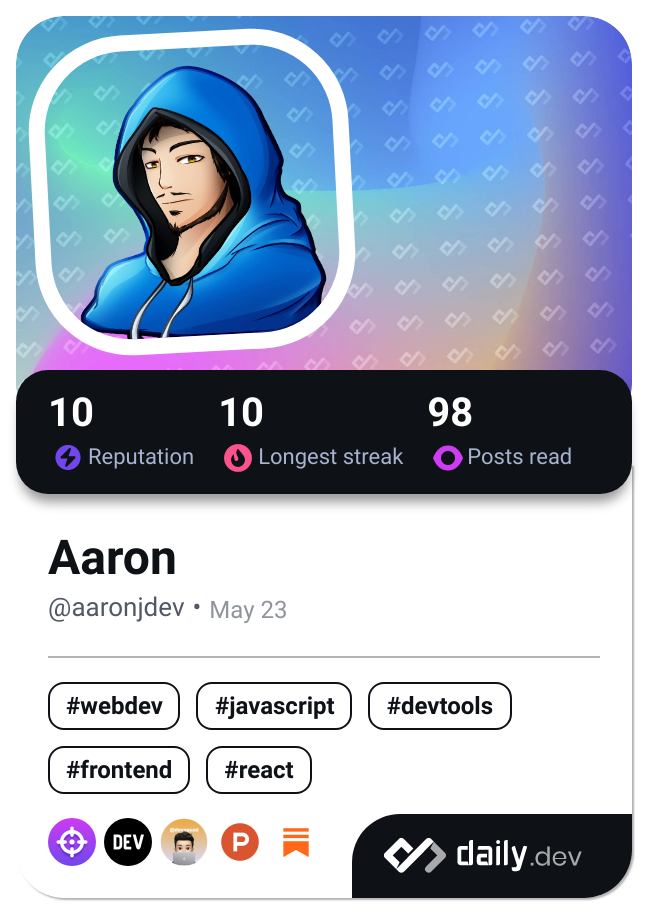 10 10 98
Reputation Longest streak Posts read
Aaron
@aaronjdev • May 23
#webdev #javascript #devtools
#frontend #react
DEV P
daily.dev